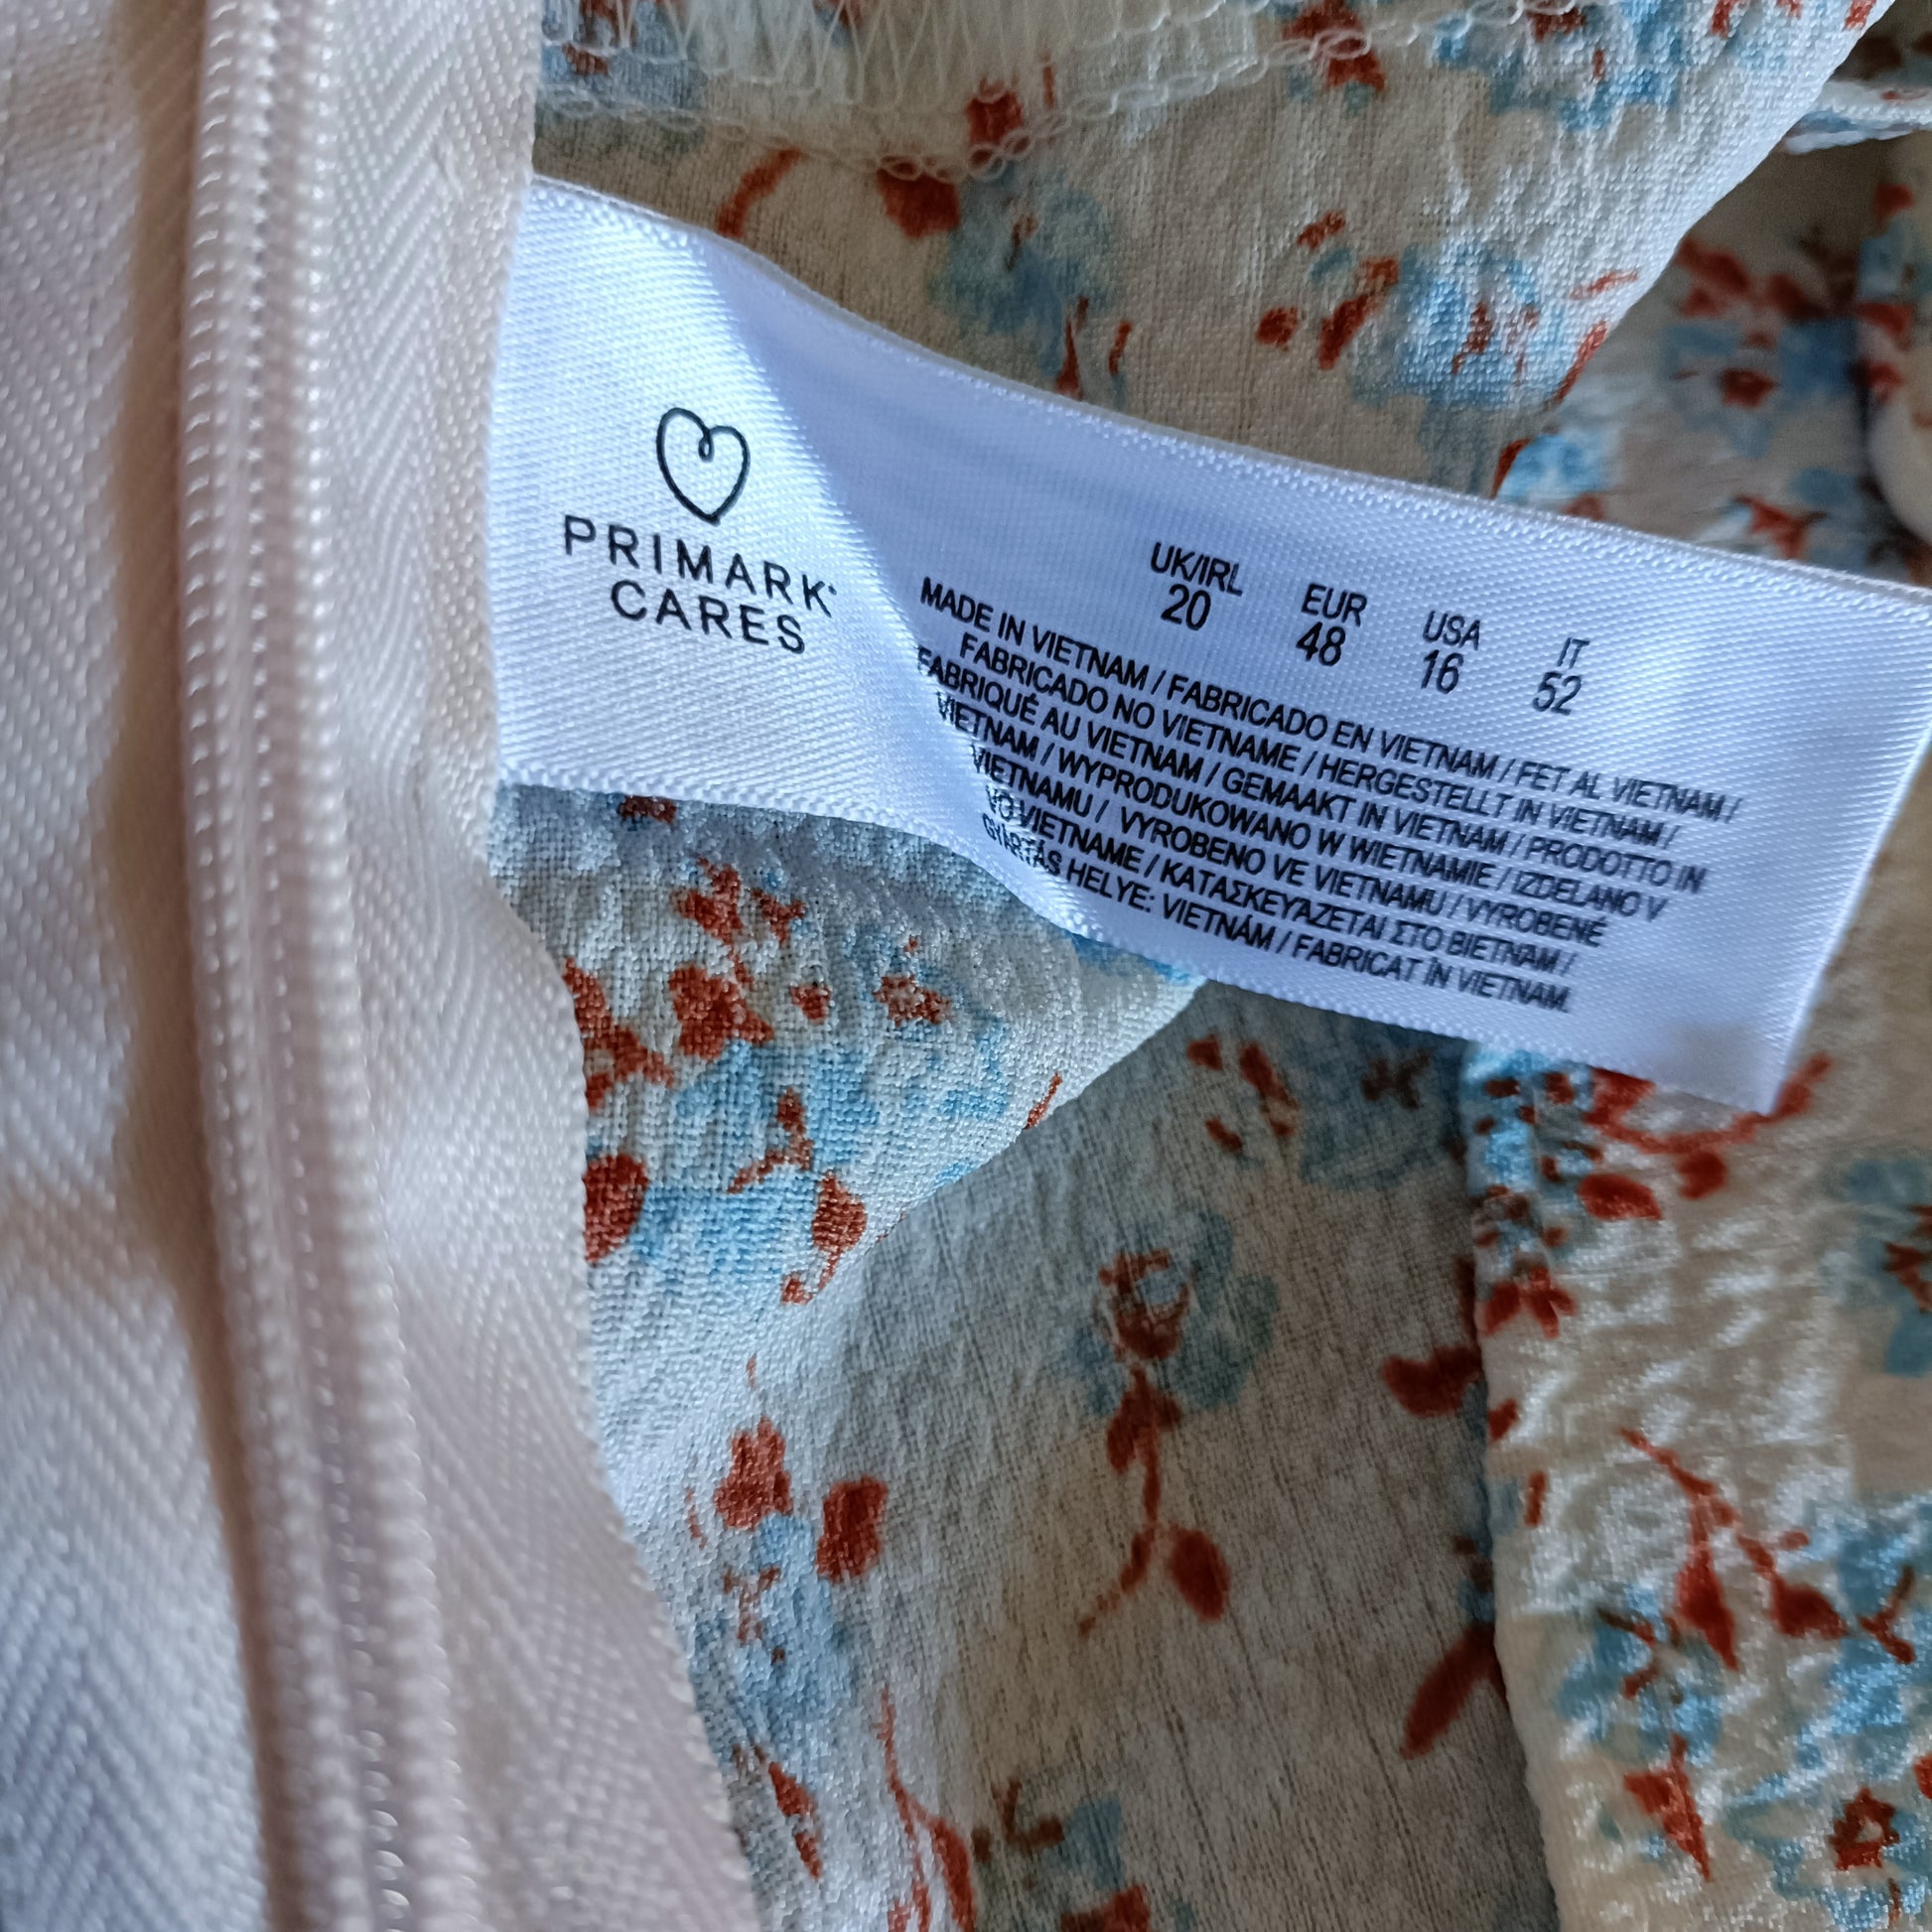 PRIMARK
CARES
UK/IRL EUR USA IT
20 48 16 52
MADE IN VIETNAM / FABRICADO EN VIETNAM / FET AL VIETNAM /
FABRICADO NO VIETNAME / HERGESTELLT IN VIETNAM /
FABRIQUÉ AU VIETNAM / GEMAAKT IN VIETNAM / PRODOTTO IN
VIETNAM / WYPRODUKOWANO W WIETNAMIE / IZDELANO V
VIETNAMU / VYROBENO VE VIETNAMU / VYROBENÉ
VO VIETNAME / ΚΑΤΑΣΚΕΥΆΖΕΤΑΙ ΣΤΟ ΒΙΕΤΝΆΜ /
GYÁRTÁS HELYE: VIETNÁM / FABRICAT ÎN VIETNAM.